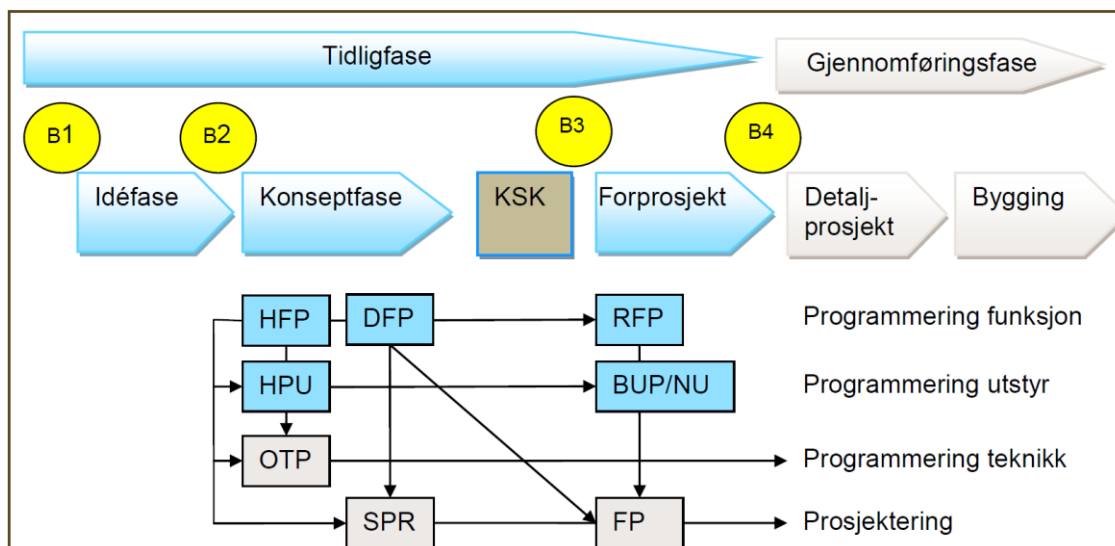 Tidligfase
Gjennomføringsfase
B1
B2
B3
B4
Idéfase
Konseptfase
KSK
Forprosjekt
Detalj-
prosjekt
Bygging
HFP
DFP
RFP
Programmering funksjon
HPU
BUP/NU
Programmering utstyr
OTP
Programmering teknikk
SPR
FP
Prosjektering